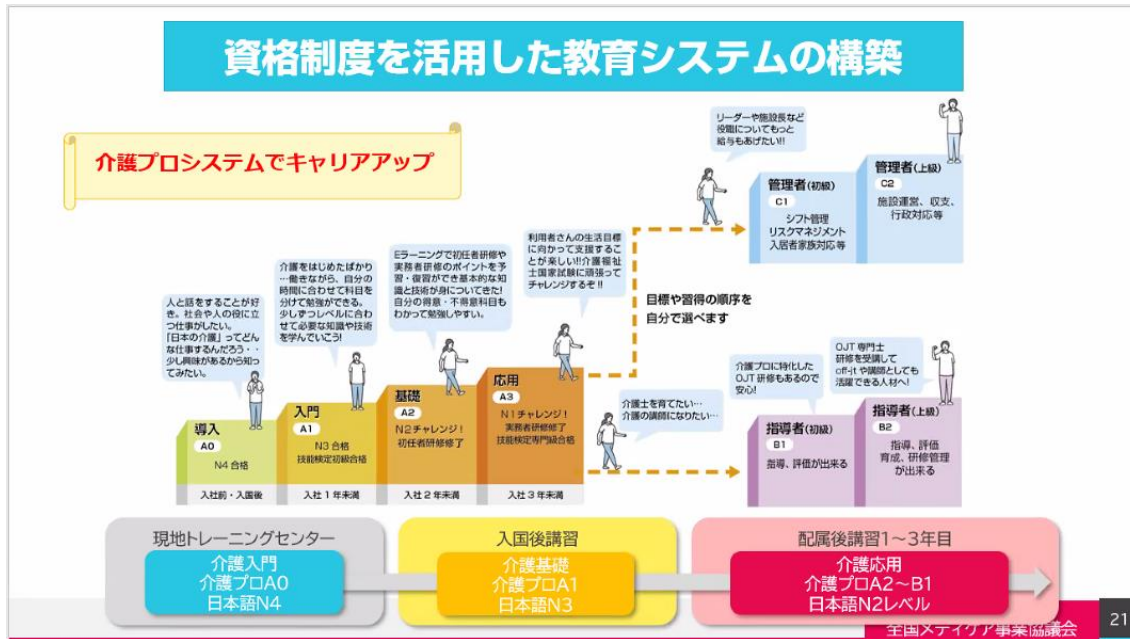 資格制度を活用した教育システムの構築
介護プロシステムでキャリアアップ
人と話をすることが好
き。社会や人の役に立
つ仕事がしたい。
「日本の介護」ってどん
な仕事するんだろう・・
少し興味があるから知っ
てみたい。
導入
A0
N4 合格
入社前・入国後
介護をはじめたばかり
…働きながら、自分の
時間に合わせて科目を
分けて勉強ができる。
少しずつレベルに合わ
せて必要な知識や技術
を学んでいこう!
入門
A1
N3 合格
技能検定初級合格
入社 1 年未満
Eラーニングで初任者研修や
実務者研修のポイントを予
習・復習ができ基本的な知
識と技術が身についてきた!
自分の得意・不得意科目も
わかって勉強しやすい。
基礎
A2
N2チャレンジ!
初任者研修修了
入社 2 年未満
利用者さんの生活目標
に向かって支援するこ
とが楽しい!!介護福祉
士国家試験に頑張って
チャレンジするぞ!!
応用
A3
N1チャレンジ!
実務者研修修了
技能検定専門級合格
入社 3 年未満
目標や習得の順序を
自分で選べます
リーダーや施設長など
役職についてもっと
給与もあげたい!!
管理者(初級)
C1
シフト管理
リスクマネジメント
入居者家族対応等
管理者(上級)
C2
施設運営、収支、
行政対応等
介護士を育てたい…
介護の講師になりたい…
介護プロに特化した
OJT 研修もあるので
安心!
指導者(初級)
B1
指導、評価が出来る
OJT 専門士
研修を受講して
off-jt や講師としても
活躍できる人材へ!
指導者(上級)
B2
指導、評価
育成、研修管理
が出来る
現地トレーニングセンター
介護入門
介護プロA0
日本語N4
入国後講習
介護基礎
介護プロA1
日本語N3
配属後講習1~3年目
介護応用
介護プロA2~B1
日本語N2レベル
全国メディケア事業協議会
21